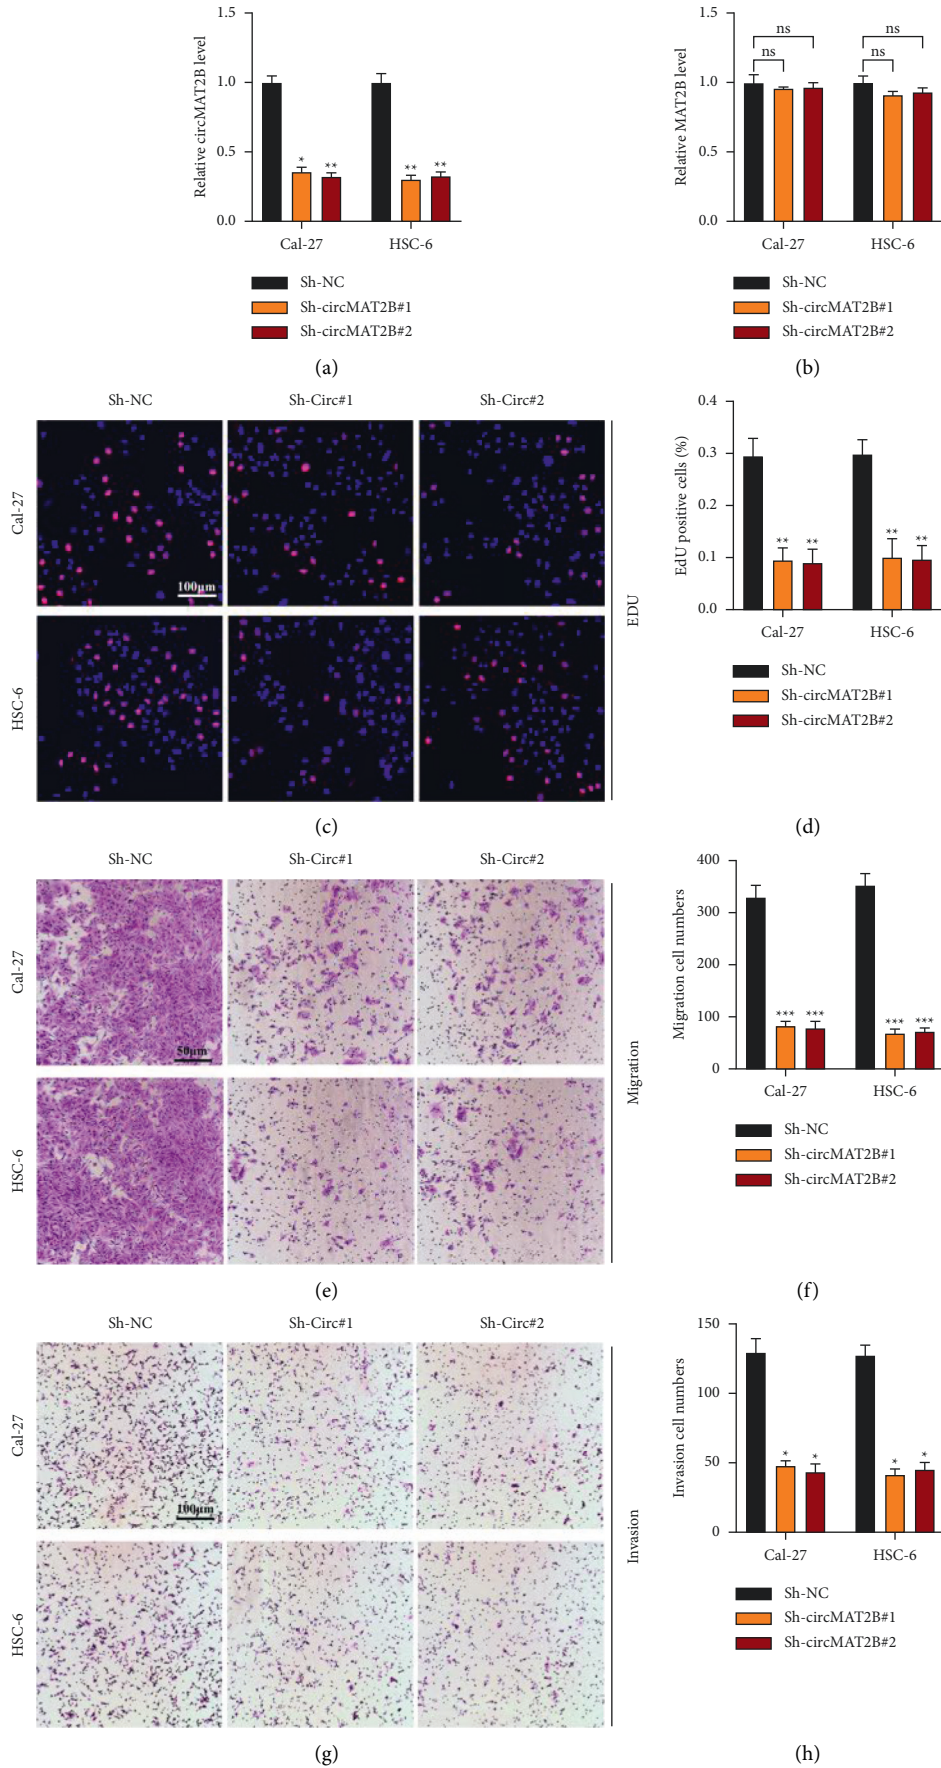 1.5
1.0
0.5
0.0
Relative circMAT2B level
* ** ** **
Cal-27 HSC-6
Sh-NC
Sh-circMAT2B#1
Sh-circMAT2B#2
(a)
1.5
1.0
0.5
0.0
Relative MAT2B level
ns ns
ns ns
Cal-27 HSC-6
Sh-NC
Sh-circMAT2B#1
Sh-circMAT2B#2
(b)
Sh-NC Sh-Circ#1 Sh-Circ#2
Cal-27
100μm
HSC-6
EDU
(c)
0.4
0.3
0.2
0.1
0.0
EdU positive cells (%)
** ** ** **
Cal-27 HSC-6
Sh-NC
Sh-circMAT2B#1
Sh-circMAT2B#2
(d)
Sh-NC Sh-Circ#1 Sh-Circ#2
Cal-27
50μm
HSC-6
Migration
(e)
400
300
200
100
0
Migration cell numbers
*** *** *** ***
Cal-27 HSC-6
Sh-NC
Sh-circMAT2B#1
Sh-circMAT2B#2
(f)
Sh-NC Sh-Circ#1 Sh-Circ#2
Cal-27
100μm
HSC-6
Invasion
(g)
150
100
50
0
Invasion cell numbers
* * * *
Cal-27 HSC-6
Sh-NC
Sh-circMAT2B#1
Sh-circMAT2B#2
(h)